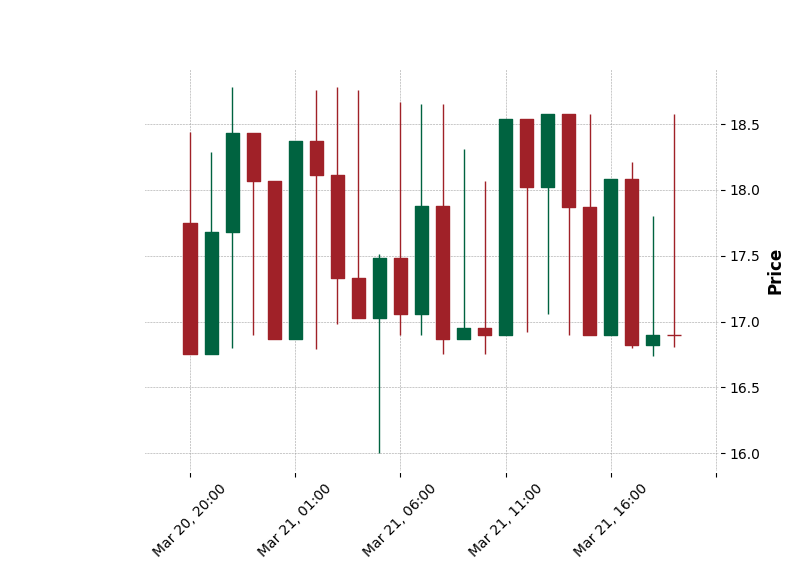 18.5
18.0
17.5
17.0
16.5
16.0
Price
Mar 20, 20:00
Mar 21, 01:00
Mar 21, 06:00
Mar 21, 11:00
Mar 21, 16:00